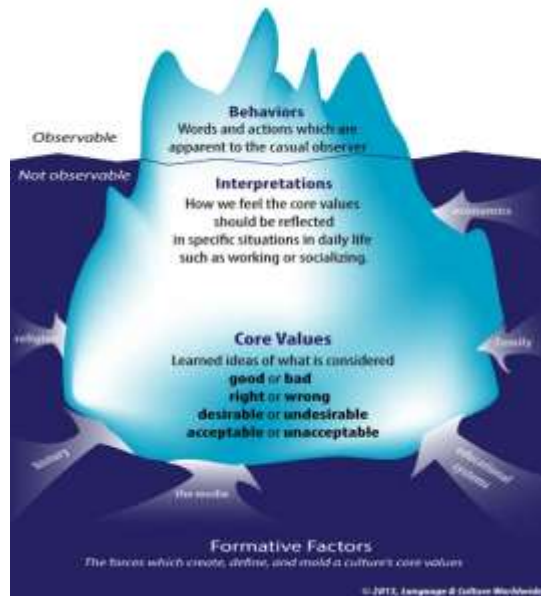 Behaviors
Words and actions which are
apparent to the casual observer
Observable
Not observable
Interpretations
How we feel the core values
should be reflected
in specific situations in daily life
such as working or socializing.
economics
religion
family
Core Values
Learned ideas of what is considered
good or bad
right or wrong
desirable or undesirable
acceptable or unacceptable
history
the media
educational
systems
Formative Factors
The forces which create, define, and mold a culture's core values
© 2013, Language & Culture Worldwide